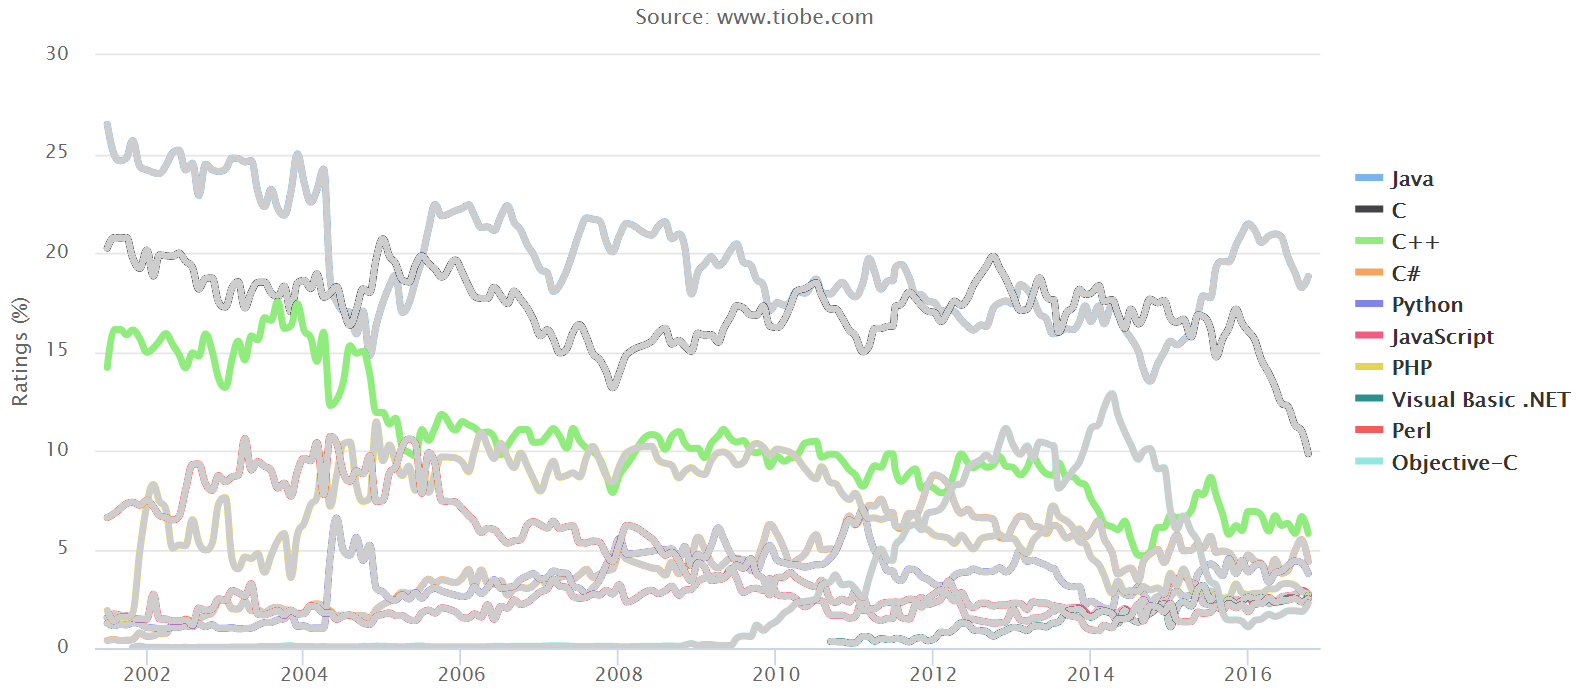 Source: www.tiobe.com
Ratings (%)
30
25
20
15
10
5
0
2002 2004 2006 2008 2010 2012 2014 2016
Java
C
C++
C#
Python
JavaScript
PHP
Visual Basic .NET
Perl
Objective-C